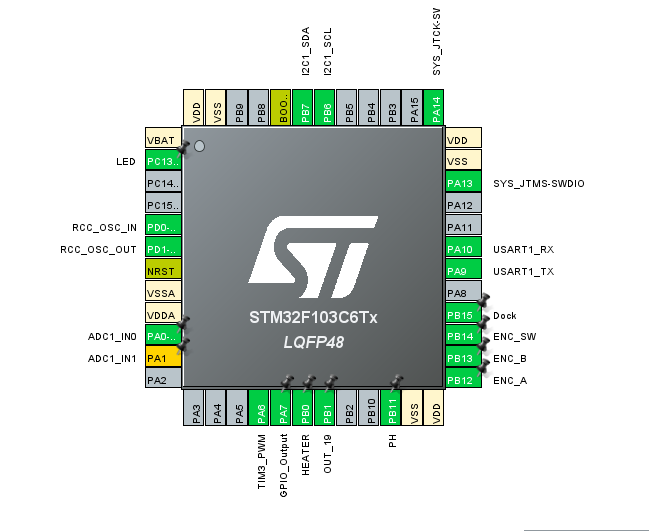 I2C1_SDA
I2C1_SCL
SYS_JTCK-SW
VDD
VSS
PB9
PB8
BOO..
PB7
PB6
PB5
PB4
PB3
PA15
PA14
VBAT
VDD
LED
PC13..
VSS
PC14..
PA13
SYS_JTMS-SWDIO
PC15..
PA12
RCC_OSC_IN
PD0-..
PA11
RCC_OSC_OUT
PD1-..
PA10
USART1_RX
NRST
PA9
USART1_TX
VSSA
PA8
VDDA
PB15
Dock
ADC1_IN0
PA0-..
PB14
ENC_SW
ADC1_IN1
PA1
PB13
ENC_B
PA2
PB12
ENC_A
ST
STM32F103C6Tx
LQFP48
PA3
PA4
PA5
PA6
PA7
PB0
PB1
PB2
PB10
PB11
VSS
VDD
TIM3_PWM
GPIO_Output
HEATER
OUT_19
PH